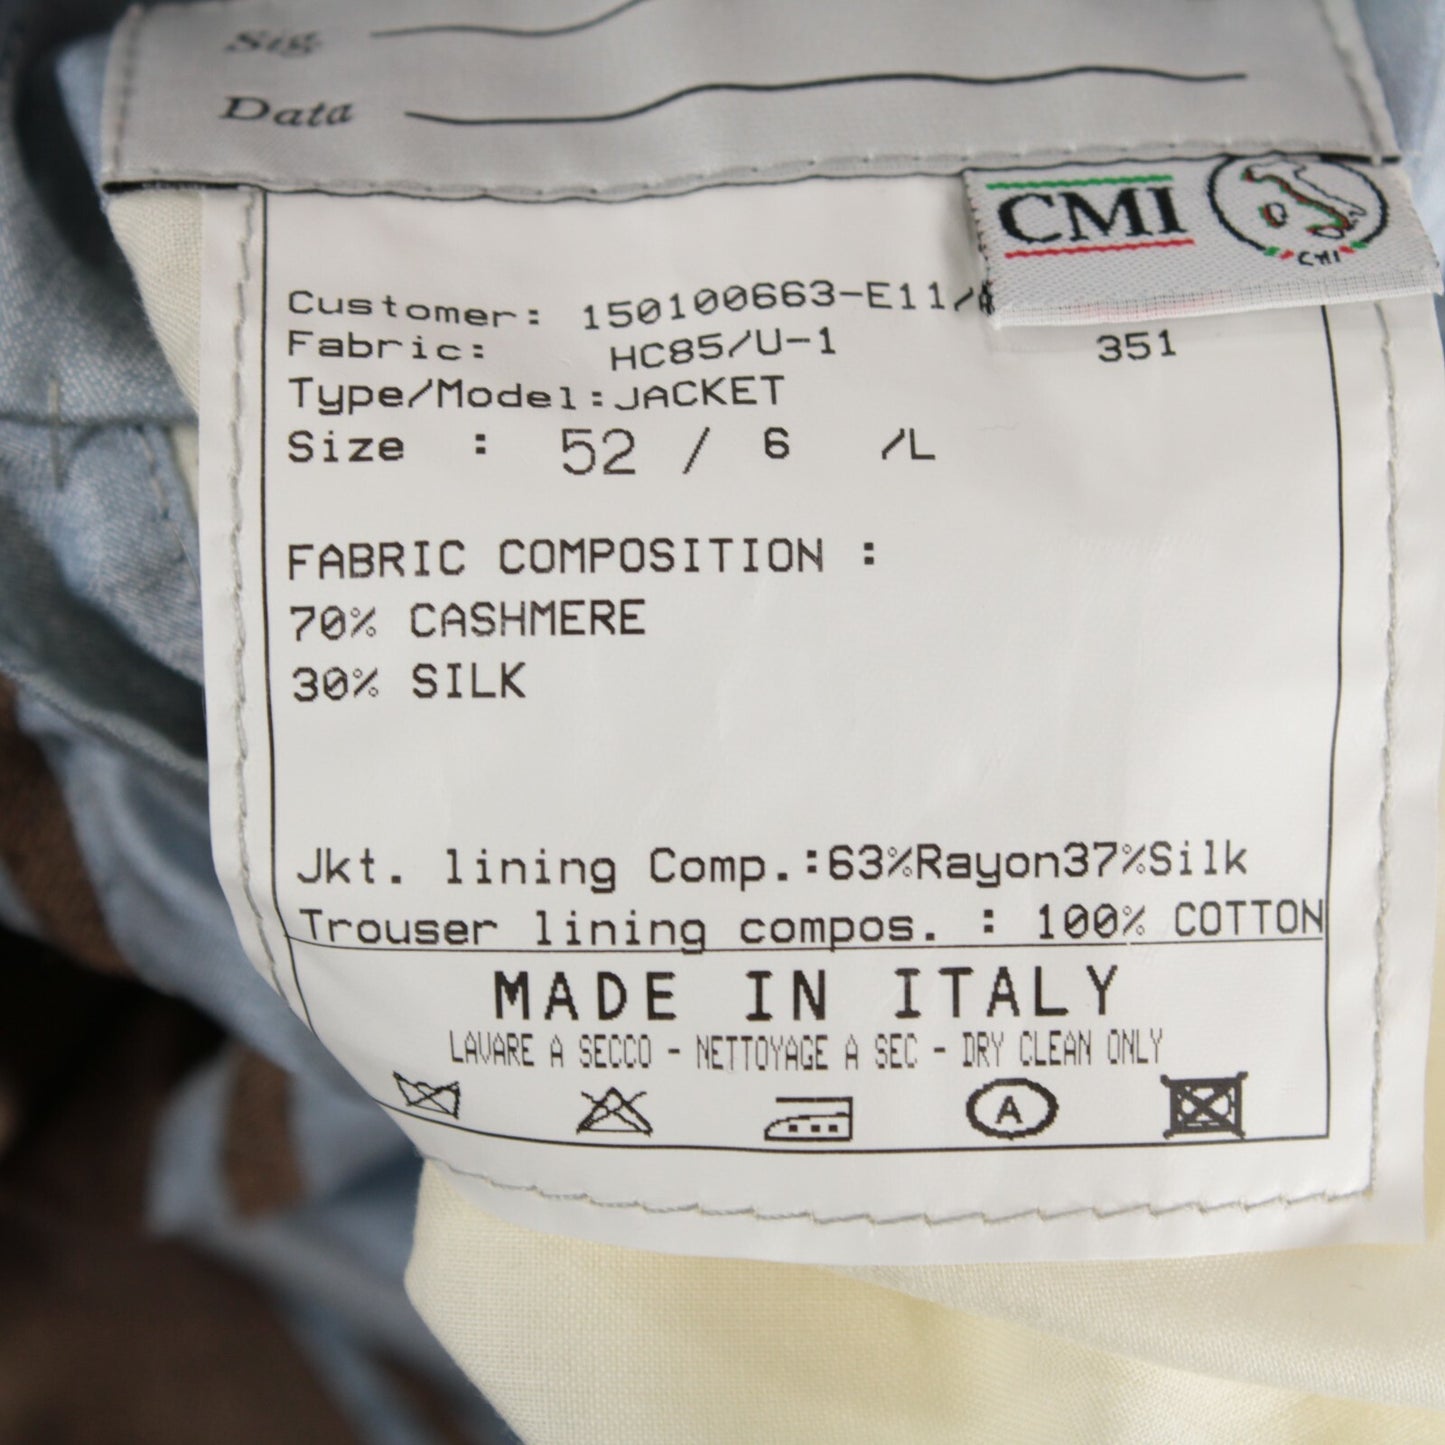 Sig.
Data
CMI
CMI
Customer: 150100663-E11/
Fabric: HC85/U-1 351
Type/Model:JACKET
Size : 52 / 6 /L
FABRIC COMPOSITION :
70% CASHMERE
30% SILK
Jkt. lining Comp.:63%Rayon37%Silk
Trouser lining compos. : 100% COTTON
MADE IN ITALY
LAVARE A SECCO - NETTOYAGE A SEC - DRY CLEAN ONLY
A